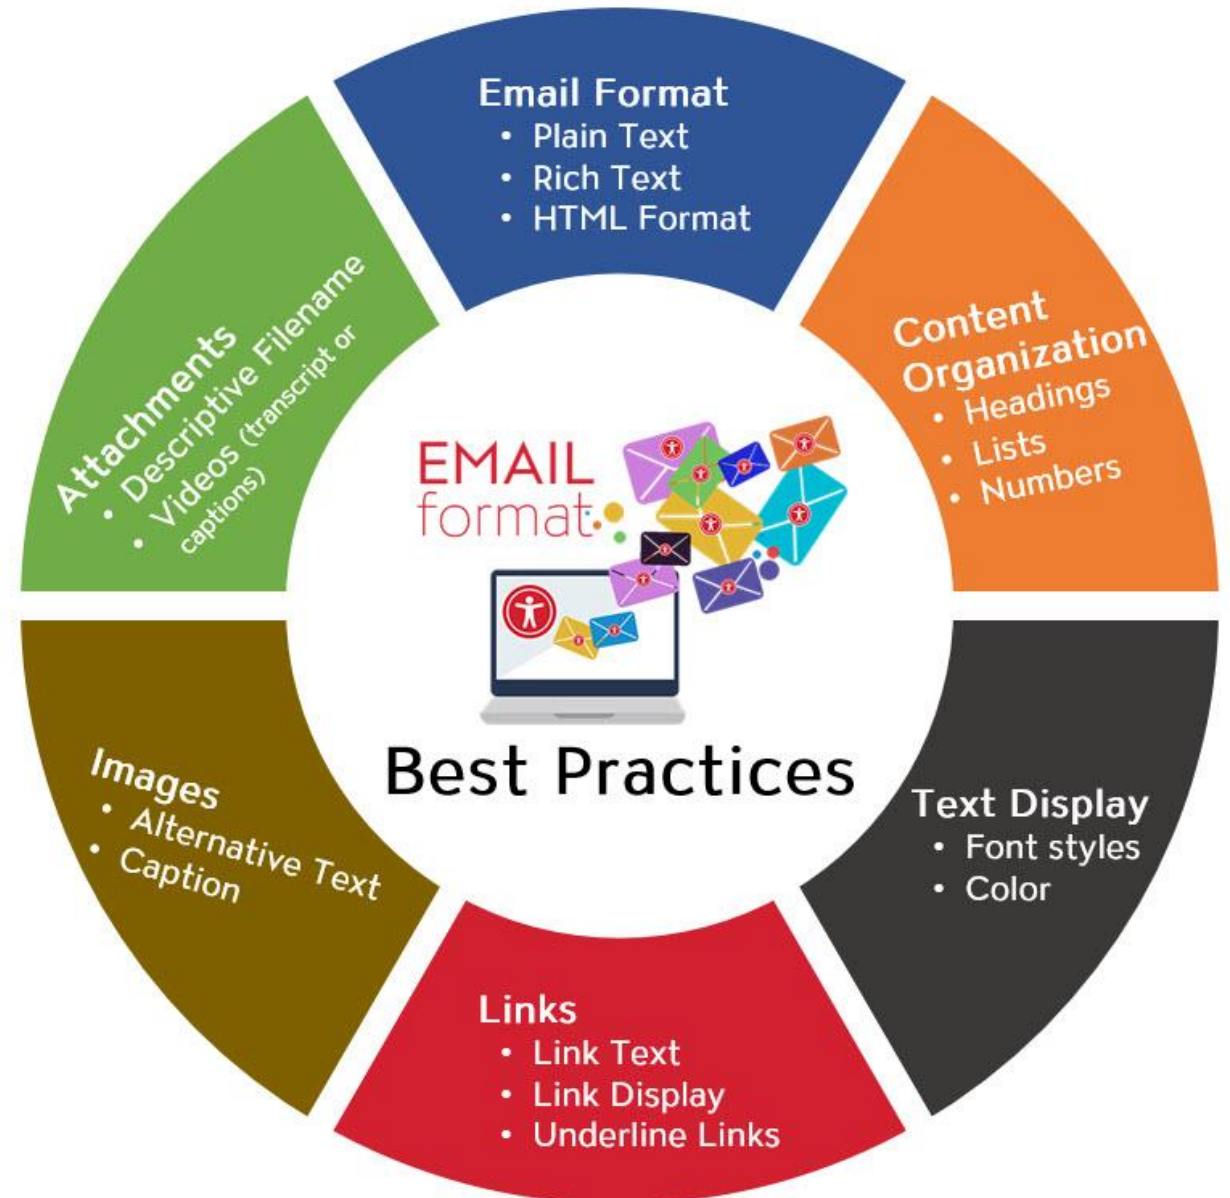 Email Format
• Plain Text
• Rich Text
• HTML Format
Content
Organization
• Headings
• Lists
• Numbers
Text Display
• Font styles
• Color
Links
• Link Text
• Link Display
• Underline Links
Images
• Alternative Text
• Caption
Attachments
• Descriptive Filename
• Videos (transcript or
captions)
EMAIL
format
Best Practices